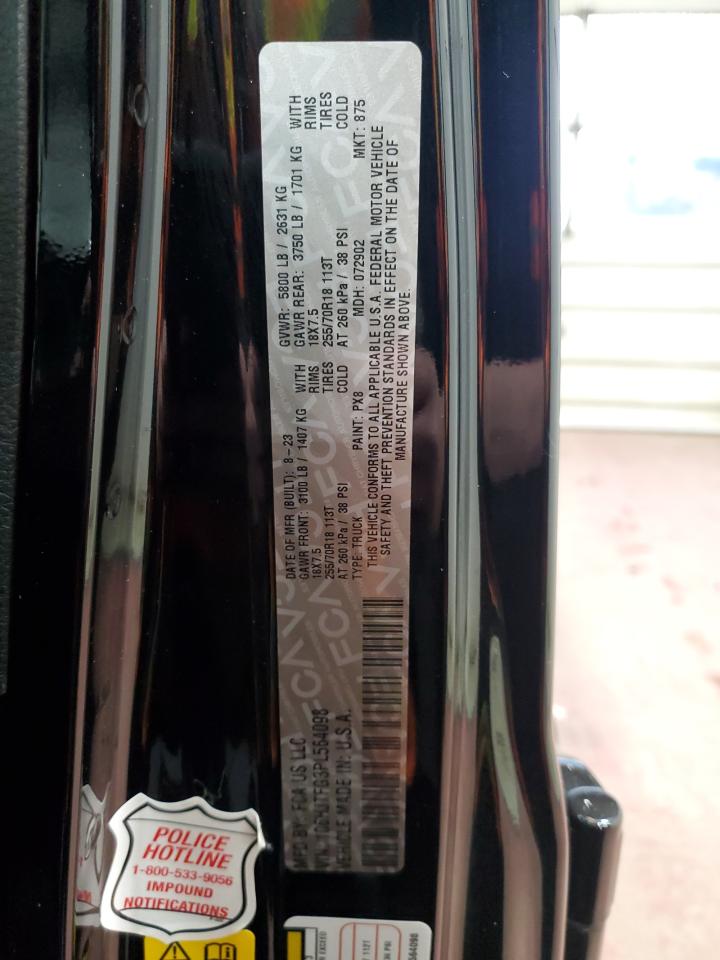 MFD BY: FCA US LLC
DATE OF MFR (BUILT): 8-23
GVWR: 5800 LB / 2631 KG
GAWR FRONT: 3100 LB / 1407 KG WITH
GAWR REAR: 3750 LB / 1701 KG WITH
18X7.5 RIMS
18X7.5 RIMS
255/70R18 113T TIRES
255/70R18 113T TIRES
AT 260 kPa / 38 PSI COLD
AT 260 kPa / 38 PSI COLD
TYPE: TRUCK PAINT: PX8 MDH: 072902 MKT: 875
THIS VEHICLE CONFORMS TO ALL APPLICABLE U.S.A. FEDERAL MOTOR VEHICLE
SAFETY AND THEFT PREVENTION STANDARDS IN EFFECT ON THE DATE OF
MANUFACTURE SHOWN ABOVE.
VEHICLE MADE IN: U.S.A.
FCA
POLICE
HOTLINE
1-800-533-9056
IMPOUND
NOTIFICATIONS
564098